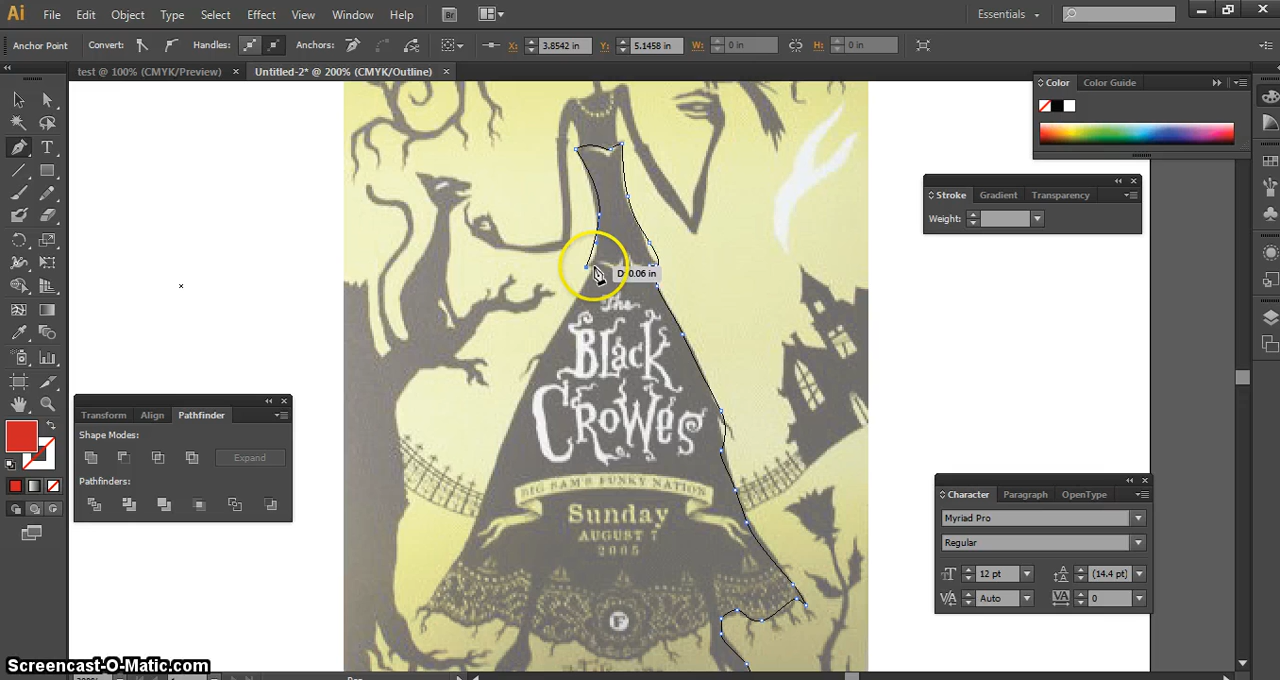 Ai File Edit Object Type Select Effect View Window Help Br Essentials
Anchor Point Convert: Handles: Anchors: X: 3.8542 in Y: 5.1458 in W: 0 in H: 0 in
test @ 100% (CMYK/Preview) × Untitled-2* @ 200% (CMYK/Outline) ×
Color Color Guide
Stroke Gradient Transparency
Weight:
D: 0.06 in
The
Black
Crowes
BIG SAM'S FUNKY NATION
Sunday
AUGUST 7
2005
F
Transform Align Pathfinder
Shape Modes:
Expand
Pathfinders:
Character Paragraph OpenType
Myriad Pro
Regular
12 pt (14.4 pt)
Auto 0
Screencast-O-Matic.com